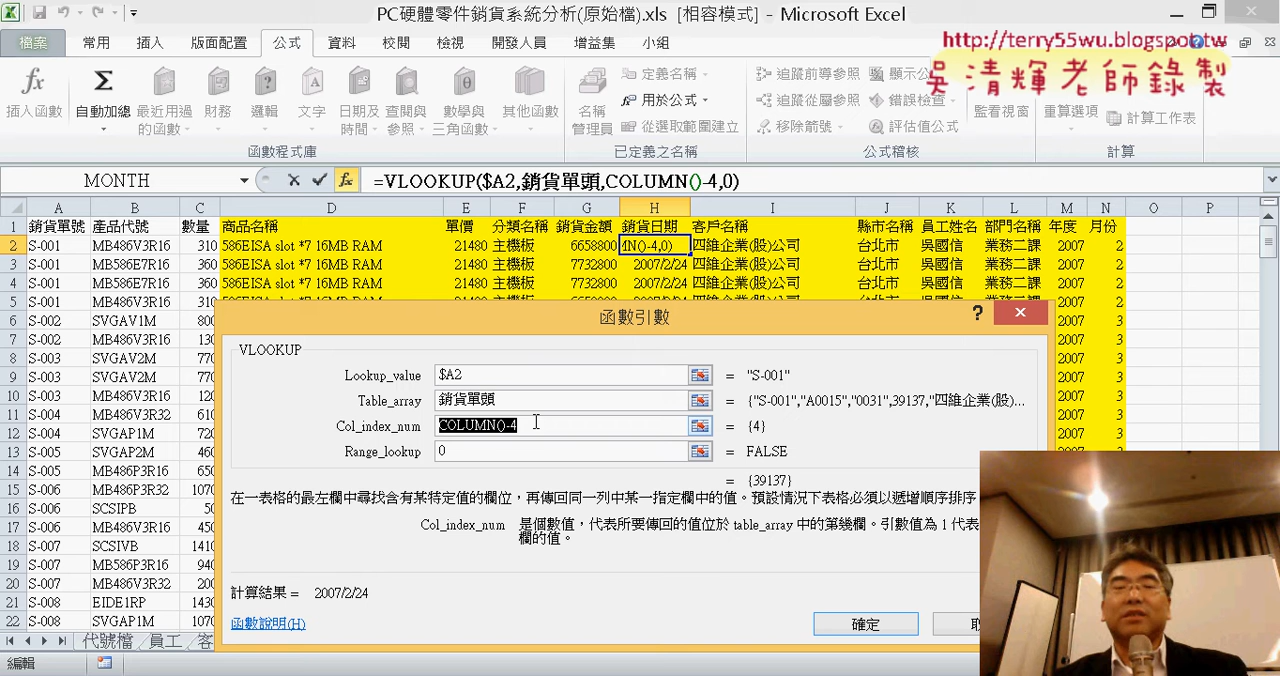 PC硬體零件銷貨系統分析(原始檔).xls [相容模式] - Microsoft Excel
檔案 常用 插入 版面配置 公式 資料 校閱 檢視 開發人員 增益集 小組
http://terry55wu.blogspot.tw
吳清輝老師錄製
插入函數 自動加總 最近用過的函數 財務 邏輯 文字 日期及時間 查閱與參照 數學與三角函數 其他函數
名稱管理員 定義名稱 用於公式 從選取範圍建立
追蹤前導參照 追蹤從屬參照 移除箭號 顯示公 錯誤檢查 評估值公式 監看視窗 重算選項 計算工作表
函數程式庫 已定義之名稱 公式稽核 計算
MONTH fx =VLOOKUP($A2,銷貨單頭,COLUMN()-4,0)
A B C D E F G H I J K L M N O P
1 銷貨單號 產品代號 數量 商品名稱 單價 分類名稱 銷貨金額 銷貨日期 客戶名稱 縣市名稱 員工姓名 部門名稱 年度 月份
2 S-001 MB486V3R16 310 586EISA slot *7 16MB RAM 21480 主機板 6658800 4N()-4,0) 四維企業(股)公司 台北市 吳國信 業務二課 2007 2
3 S-001 MB586E7R16 360 586EISA slot *7 16MB RAM 21480 主機板 7732800 2007/2/24 四維企業(股)公司 台北市 吳國信 業務二課 2007 2
4 S-001 MB586E7R16 360 586EISA slot *7 16MB RAM 21480 主機板 7732800 2007/2/24 四維企業(股)公司 台北市 吳國信 業務二課 2007 2
5 S-001 MB486V3R16 310 2007 2
6 S-002 SVGAV1M 800 2007 3
7 S-002 MB486V3R16 130 2007 3
8 S-003 SVGAV2M 770 2007 3
9 S-003 SVGAV2M 770 2007 3
10 S-003 MB486V3R16 120 2007 3
11 S-004 MB486V3R32 610 2007 3
12 S-004 SVGAP1M 720 2007 3
13 S-005 SVGAP2M 460
14 S-005 MB486P3R16 650
15 S-006 MB486P3R32 1070
16 S-006 SCSIPB 50
17 S-006 MB486V3R16 450
18 S-007 SCSIVB 1410
19 S-007 MB586P3R16 940
20 S-007 MB486V3R32 200
21 S-008 EIDE1RP 1430
22 S-008 SVGAP1M 1070
函數引數
VLOOKUP
Lookup_value $A2 = "S-001"
Table_array 銷貨單頭 = {"S-001","A0015","0031",39137,"四維企業(股)...
Col_index_num COLUMN()-4 = {4}
Range_lookup 0 = FALSE
= {39137}
在一表格的最左欄中尋找含有某特定值的欄位，再傳回同一列中某一指定欄中的值。預設情況下表格必須以遞增順序排序
Col_index_num 是個數值，代表所要傳回的值位於 table_array 中的第幾欄。引數值為 1 代表
欄的值。
計算結果 = 2007/2/24
函數說明(H)
確定
代號檔 員工 客
編輯